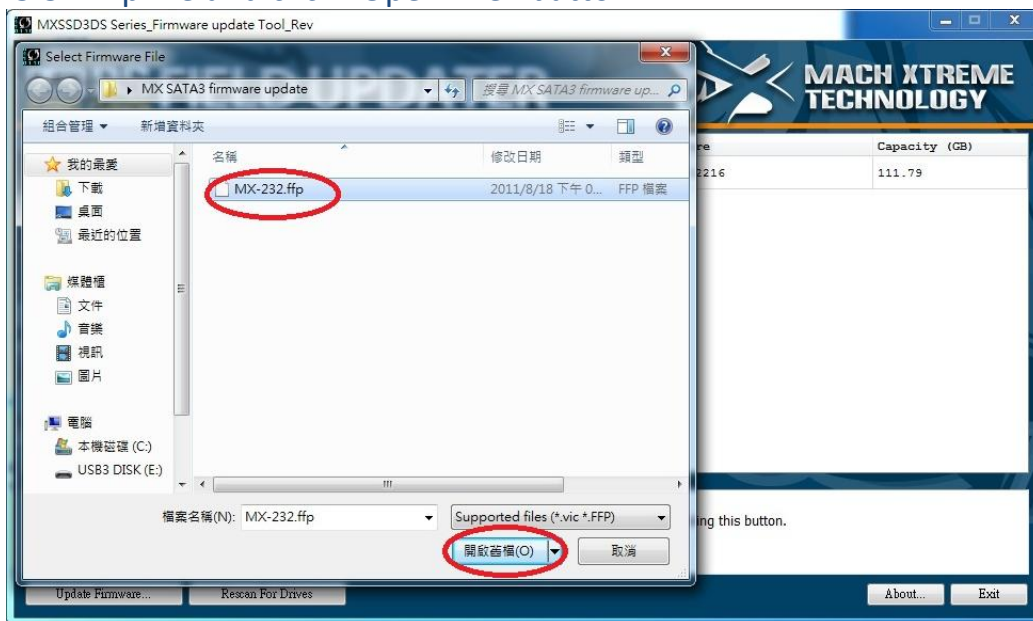 MXSSD3DS Series_Firmware update Tool_Rev
Select Firmware File
MX SATA3 firmware update
搜尋 MX SATA3 firmware up...
MACH XTREME
TECHNOLOGY
組合管理
新增資料夾
名稱
修改日期
類型
Capacity (GB)
我的最愛
MX-232.ffp
2011/8/18 下午 0...
FFP 檔案
2216
111.79
下載
桌面
最近的位置
媒體櫃
文件
音樂
視訊
圖片
電腦
本機磁碟 (C:)
USB3 DISK (E:)
檔案名稱(N):
MX-232.ffp
Supported files (*.vic *.FFP)
ing this button.
開啟舊檔(O)
取消
Update Firmware...
Rescan For Drives
About...
Exit